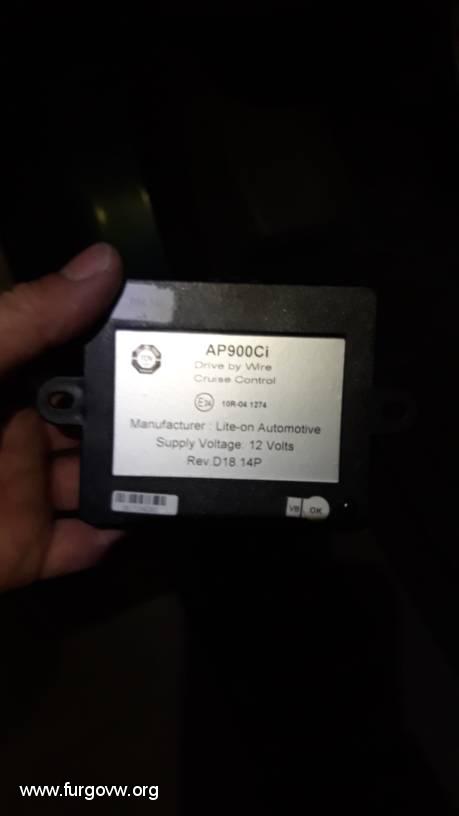 AP900Ci
Drive by Wire
Cruise Control
E24 10R-04 1274
Manufacturer : Lite-on Automotive
Supply Voltage: 12 Volts
Rev.D18.14P
VB OK
www.furgovw.org